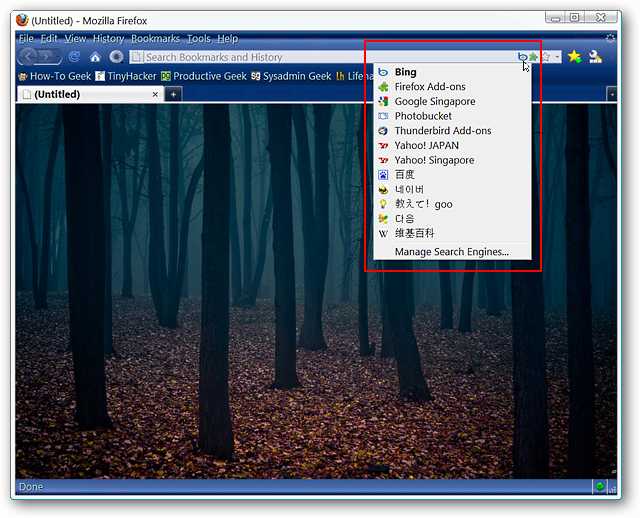 (Untitled) - Mozilla Firefox
File Edit View History Bookmarks Tools Help
Search Bookmarks and History
How-To Geek TinyHacker Productive Geek Sysadmin Geek
(Untitled)
Bing
Firefox Add-ons
Google Singapore
Photobucket
Thunderbird Add-ons
Yahoo! JAPAN
Yahoo! Singapore
百度
네이버
教えて! goo
다음
W 维基百科
Manage Search Engines...
Done